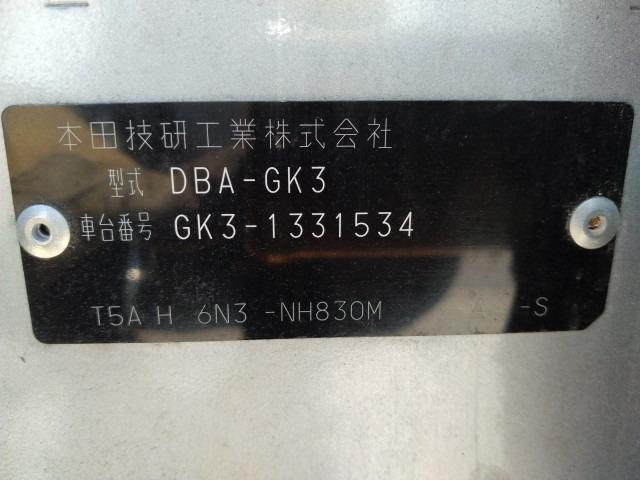 本田技研工業株式会社
型式 DBA-GK3
車台番号 GK3-1331534
T5A H 6N3 -NH830M A -S